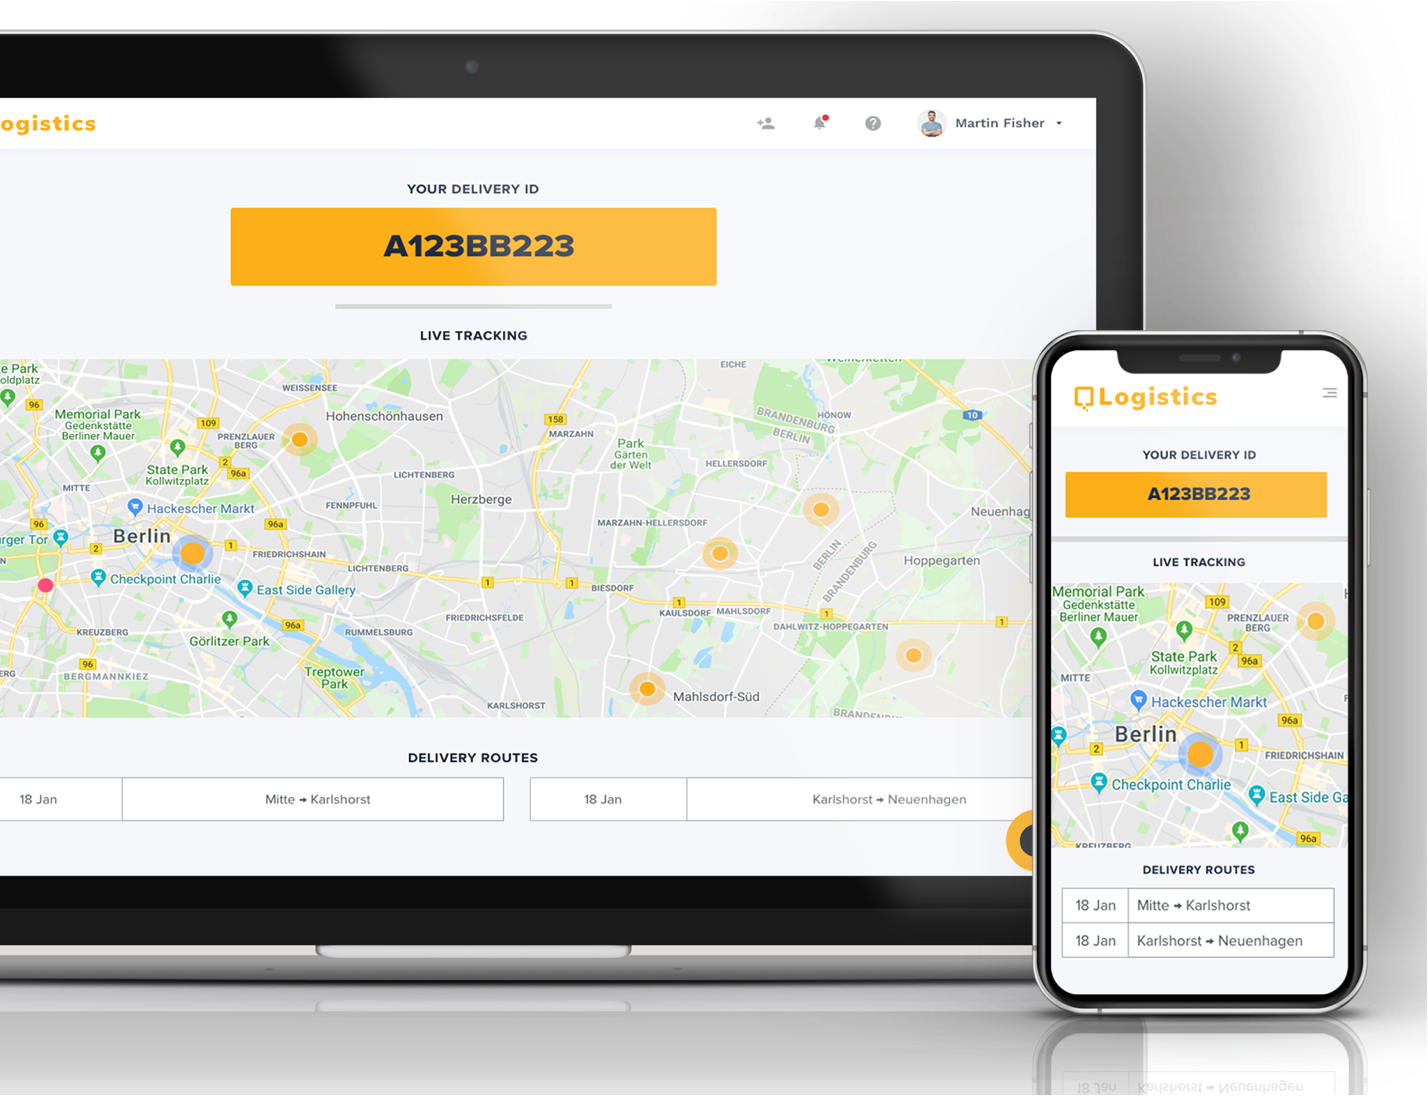 ogistics
Martin Fisher
YOUR DELIVERY ID
A123BB223
LIVE TRACKING
e Park
oldplatz
96
Memorial Park
Gedenkstätte
Berliner Mauer
109
PRENZLAUER
BERG
WEISSENSEE
Hohenschönhausen
158
MARZAHN
EICHE
BRANDENBURG
BERLIN
HÖNOW
10
State Park
Kollwitzplatz
2
96a
MITTE
LICHTENBERG
Park
Gärten
der Welt
HELLERSDORF
Hackescher Markt
FENNPFUHL
Herzberge
MARZAHN-HELLERSDORF
Neuenhag
96
rger Tor
Berlin
2
96a
1
FRIEDRICHSHAIN
LICHTENBERG
BERLIN
BRANDENBURG
Hoppegarten
Checkpoint Charlie
East Side Gallery
1
1
BIESDORF
1
KAULSDORF
MAHLSDORF
1
DAHLWITZ-HOPPEGARTEN
1
KREUZBERG
Görlitzer Park
96a
RUMMELSBURG
FRIEDRICHSFELDE
ERG
96
BERGMANNKIEZ
Treptower
Park
KARLSHORST
Mahlsdorf-Süd
BRANDENBU
DELIVERY ROUTES
18 Jan
Mitte → Karlshorst
18 Jan
Karlshorst → Neuenhagen
Logistics
YOUR DELIVERY ID
A123BB223
LIVE TRACKING
Memorial Park
Gedenkstätte
Berliner Mauer
109
PRENZLAUER
BERG
State Park
Kollwitzplatz
2
96a
MITTE
Hackescher Markt
96a
Berlin
2
1
FRIEDRICHSHAIN
Checkpoint Charlie
East Side Ga
96a
KREUZBERG
DELIVERY ROUTES
18 Jan
Mitte → Karlshorst
18 Jan
Karlshorst → Neuenhagen